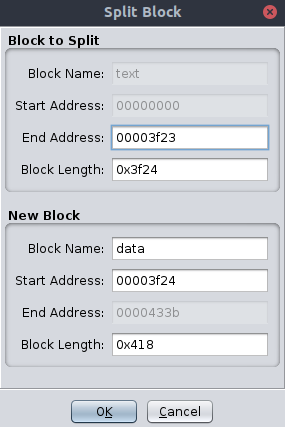 Split Block
Block to Split
Block Name: text
Start Address: 00000000
End Address: 00003f23
Block Length: 0x3f24
New Block
Block Name: data
Start Address: 00003f24
End Address: 0000433b
Block Length: 0x418
OK Cancel